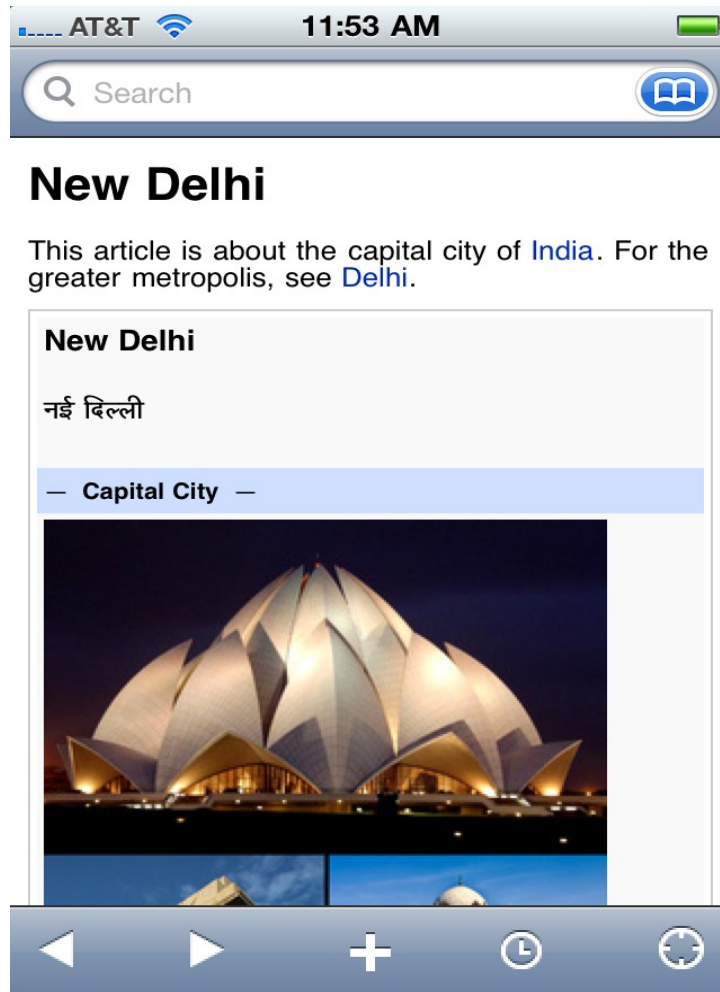 AT&T 11:53 AM
Search
New Delhi
This article is about the capital city of India. For the
greater metropolis, see Delhi.
New Delhi
नई दिल्ली
— Capital City —